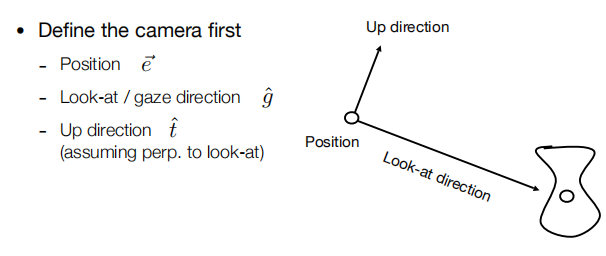 • Define the camera first
- Position $\vec{e}$
- Look-at / gaze direction $\hat{g}$
- Up direction $\hat{t}$
(assuming perp. to look-at)
Up direction
Position
Look-at direction